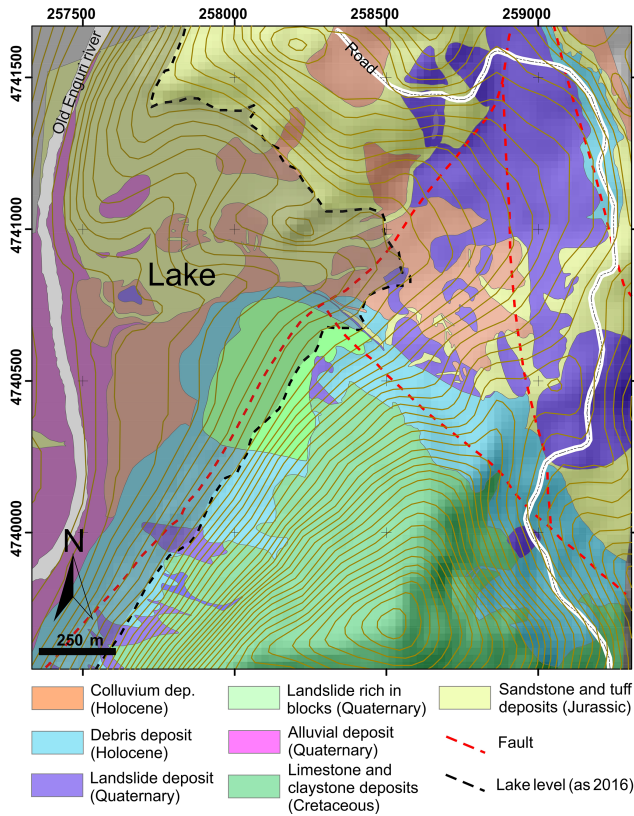 257500 258000 258500 259000
4741500
4741000
4740500
4740000
Old Enguri river
Road
Lake
N
250 m
Colluvium dep.
(Holocene)
Debris deposit
(Holocene)
Landslide deposit
(Quaternary)
Landslide rich in
blocks (Quaternary)
Alluvial deposit
(Quaternary)
Limestone and
claystone deposits
(Cretaceous)
Sandstone and tuff
deposits (Jurassic)
Fault
Lake level (as 2016)